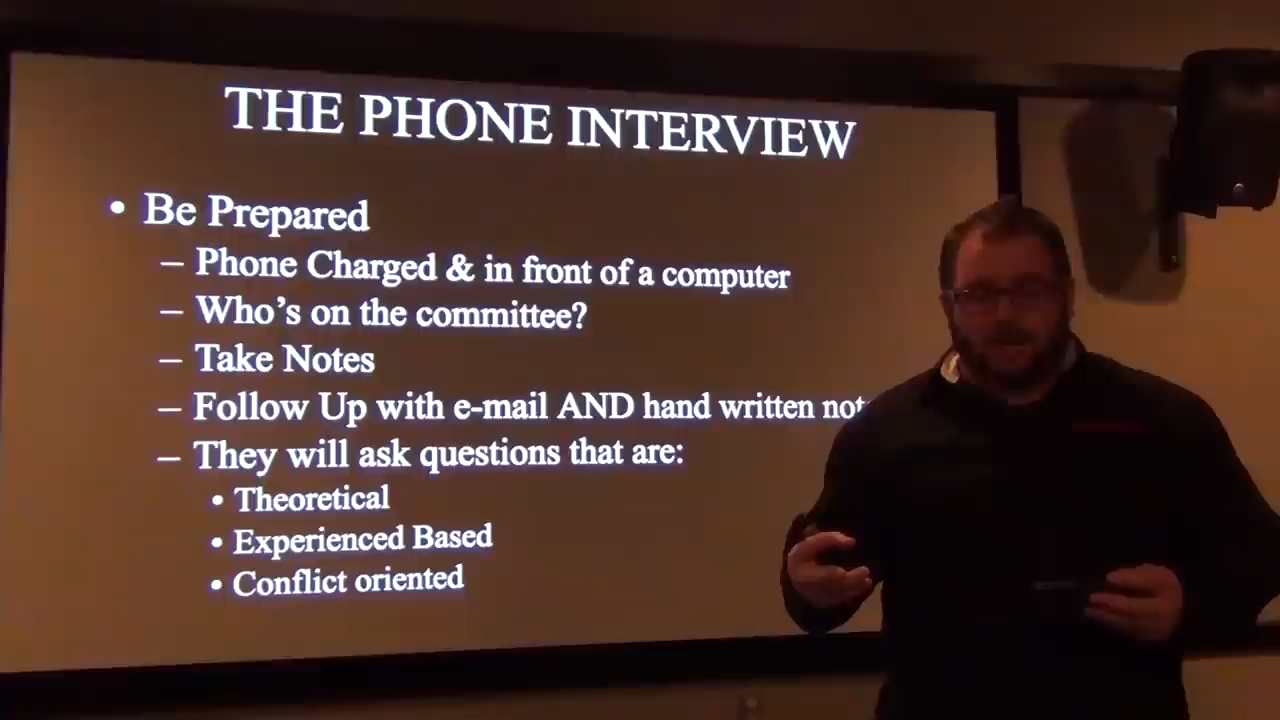 THE PHONE INTERVIEW
• Be Prepared
– Phone Charged & in front of a computer
– Who's on the committee?
– Take Notes
– Follow Up with e-mail AND hand written
– They will ask questions that are:
• Theoretical
• Experienced Based
• Conflict oriented